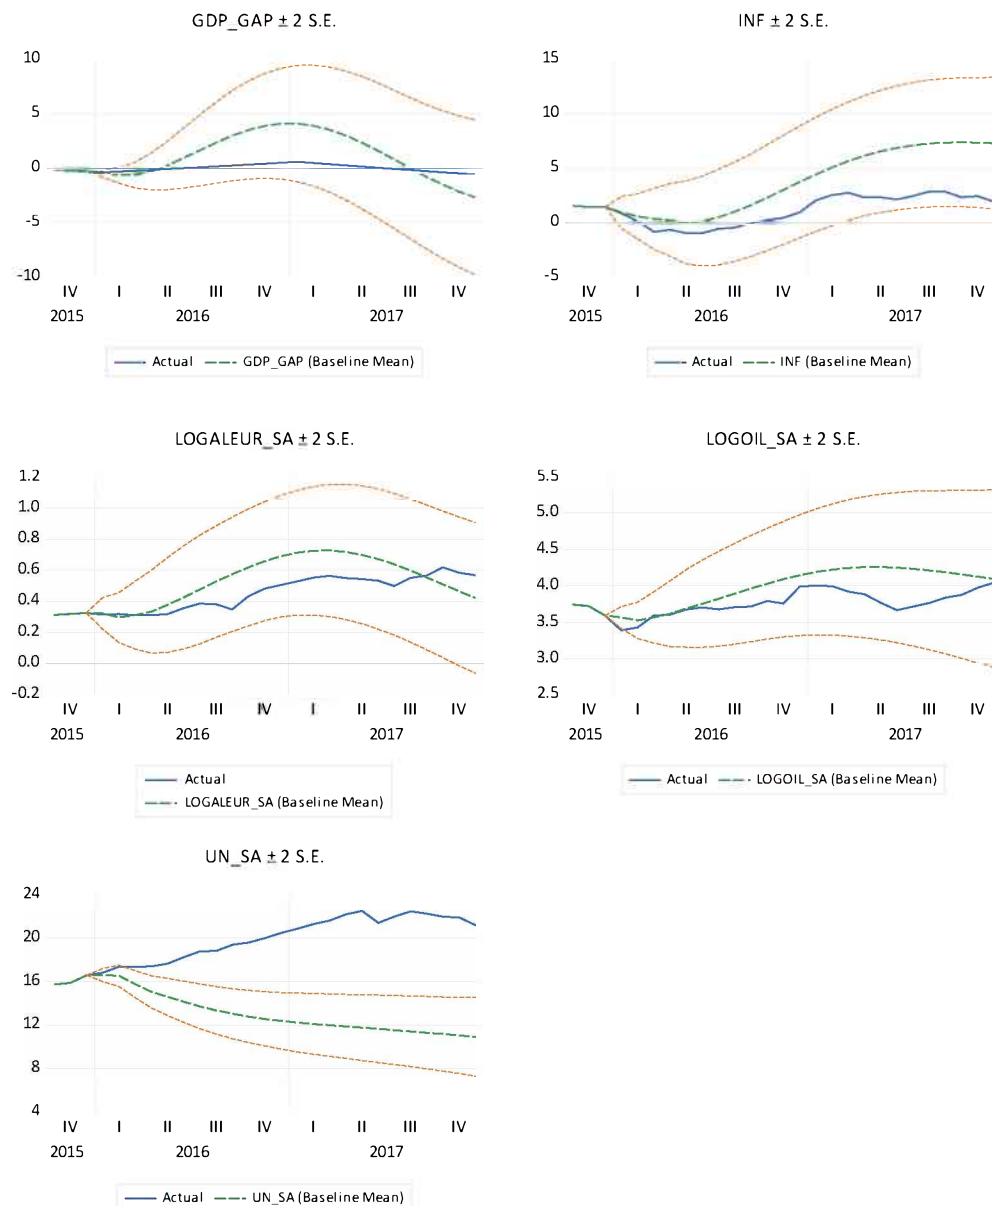 GDP_GAP ± 2 S.E.
10
5
0
-5
-10
IV I II III IV I II III IV
2015 2016 2017
Actual GDP_GAP (Baseline Mean)
INF ± 2 S.E.
15
10
5
0
-5
IV I II III IV I II III IV
2015 2016 2017
Actual INF (Baseline Mean)
LOGALEUR_SA ± 2 S.E.
1.2
1.0
0.8
0.6
0.4
0.2
0.0
-0.2
IV I II III IV I II III IV
2015 2016 2017
Actual
LOGALEUR_SA (Baseline Mean)
LOGOIL_SA ± 2 S.E.
5.5
5.0
4.5
4.0
3.5
3.0
2.5
IV I II III IV I II III IV
2015 2016 2017
Actual LOGOIL_SA (Baseline Mean)
UN_SA ± 2 S.E.
24
20
16
12
8
4
IV I II III IV I II III IV
2015 2016 2017
Actual UN_SA (Baseline Mean)